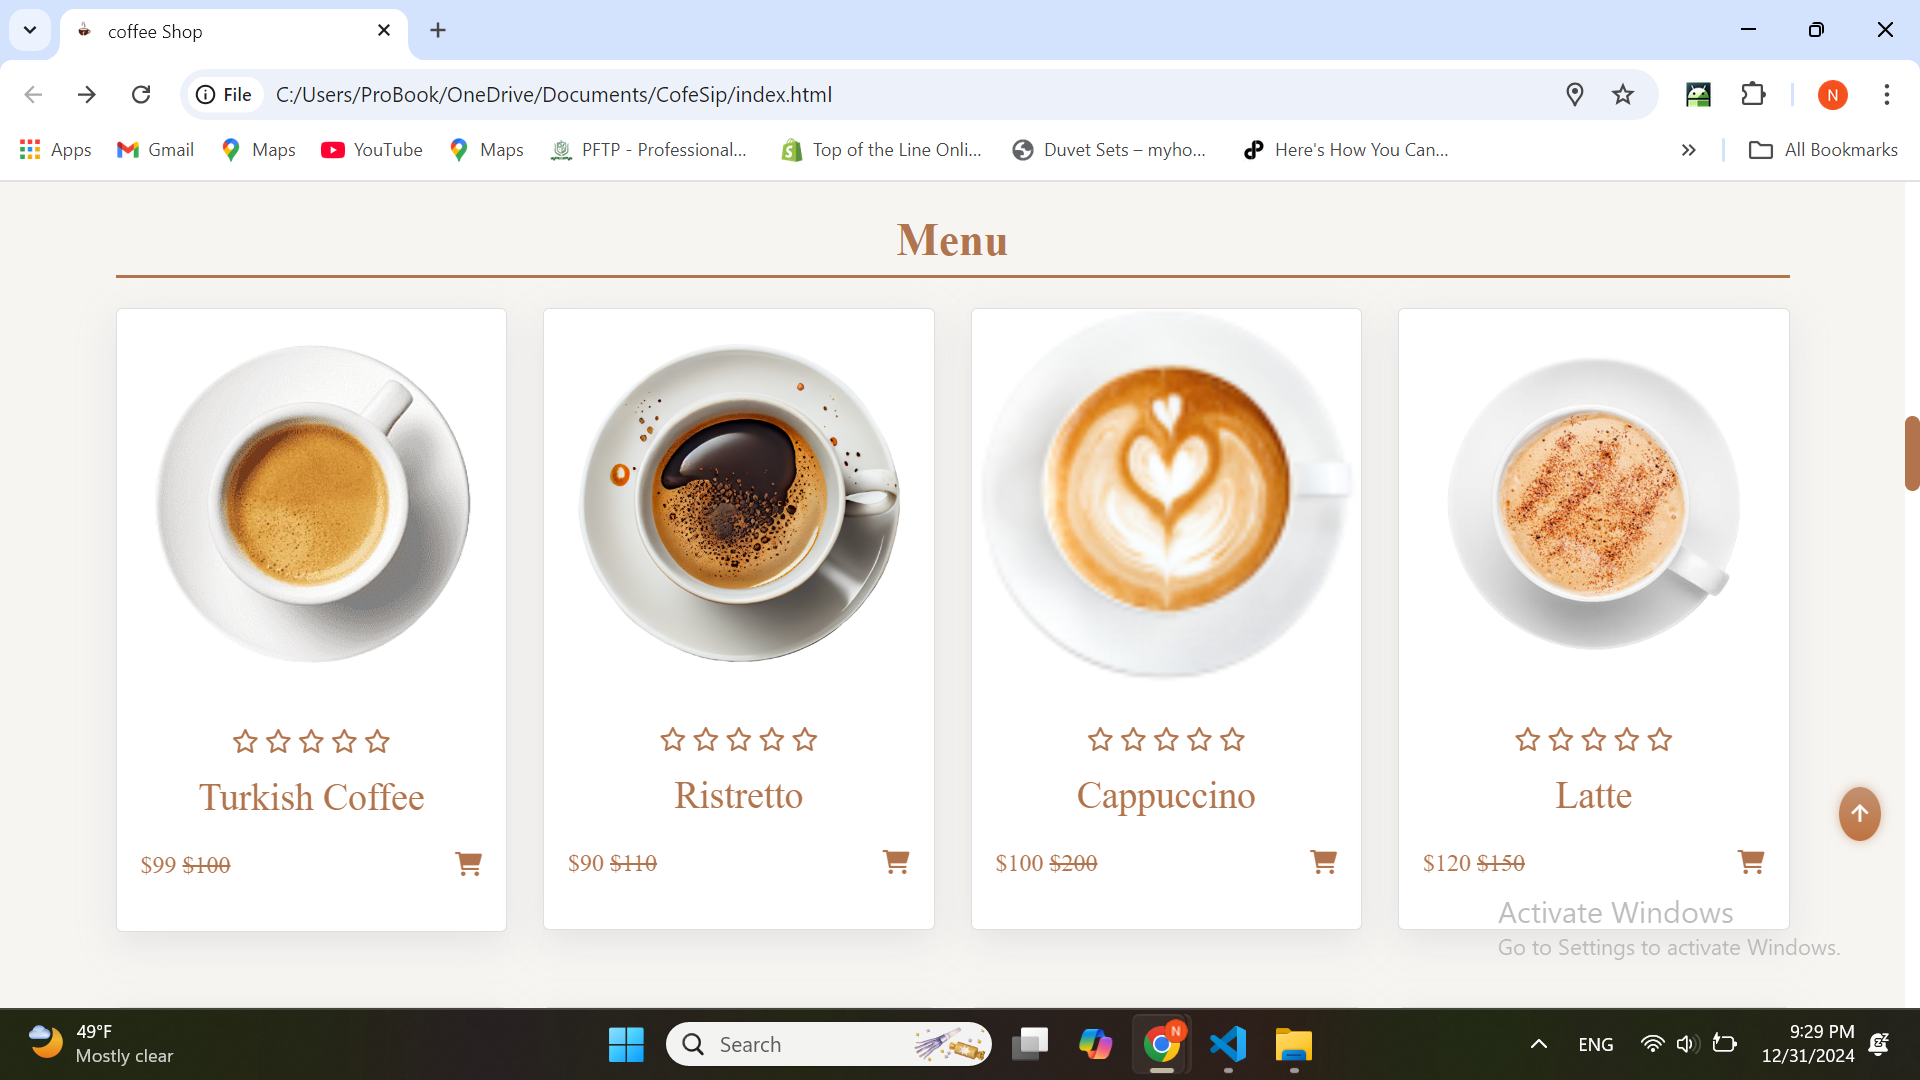 coffee Shop
File C:/Users/ProBook/OneDrive/Documents/CofeSip/index.html
N
Apps Gmail Maps YouTube Maps PFTP - Professional... Top of the Line Onli... Duvet Sets – myho... Here's How You Can... » All Bookmarks
Menu
Turkish Coffee Ristretto Cappuccino Latte
$99 $100 $90 $110 $100 $200 $120 $150
Activate Windows
Go to Settings to activate Windows.
49°F
Mostly clear
Search
N
ENG
9:29 PM
12/31/2024